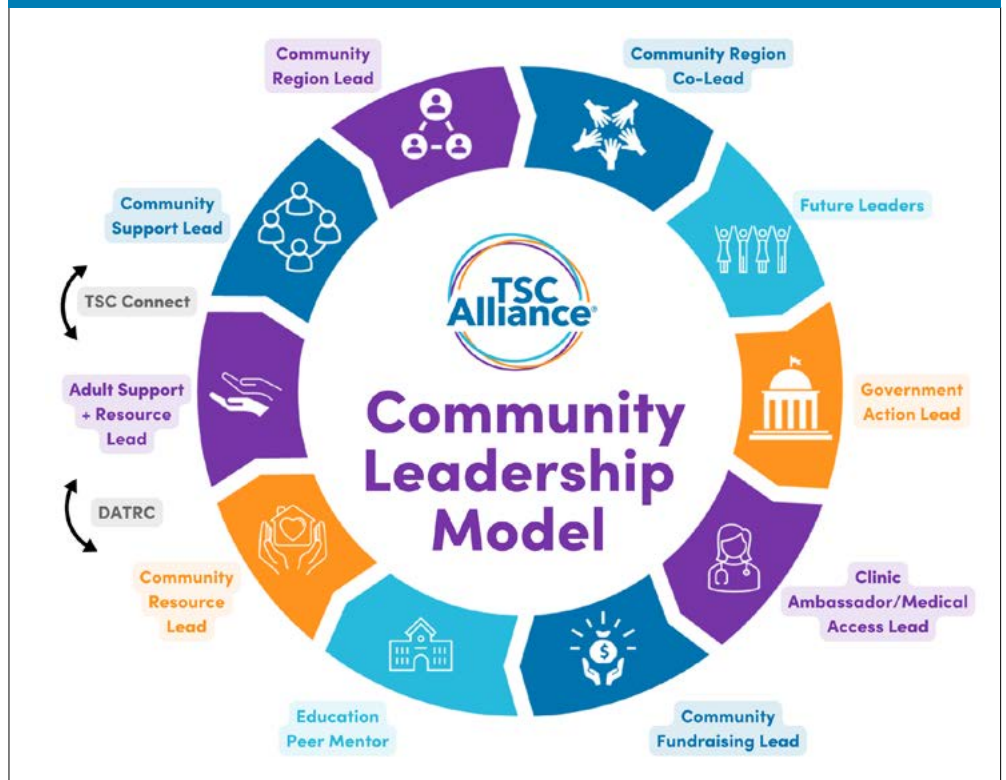 Community
Region Lead
Community Region
Co-Lead
Community
Support Lead
Future Leaders
TSC Connect
TSC
Alliance®
Adult Support
+ Resource
Lead
Community
Leadership
Model
Government
Action Lead
DATRC
Community
Resource
Lead
Clinic
Ambassador/Medical
Access Lead
$
Education
Peer Mentor
Community
Fundraising Lead